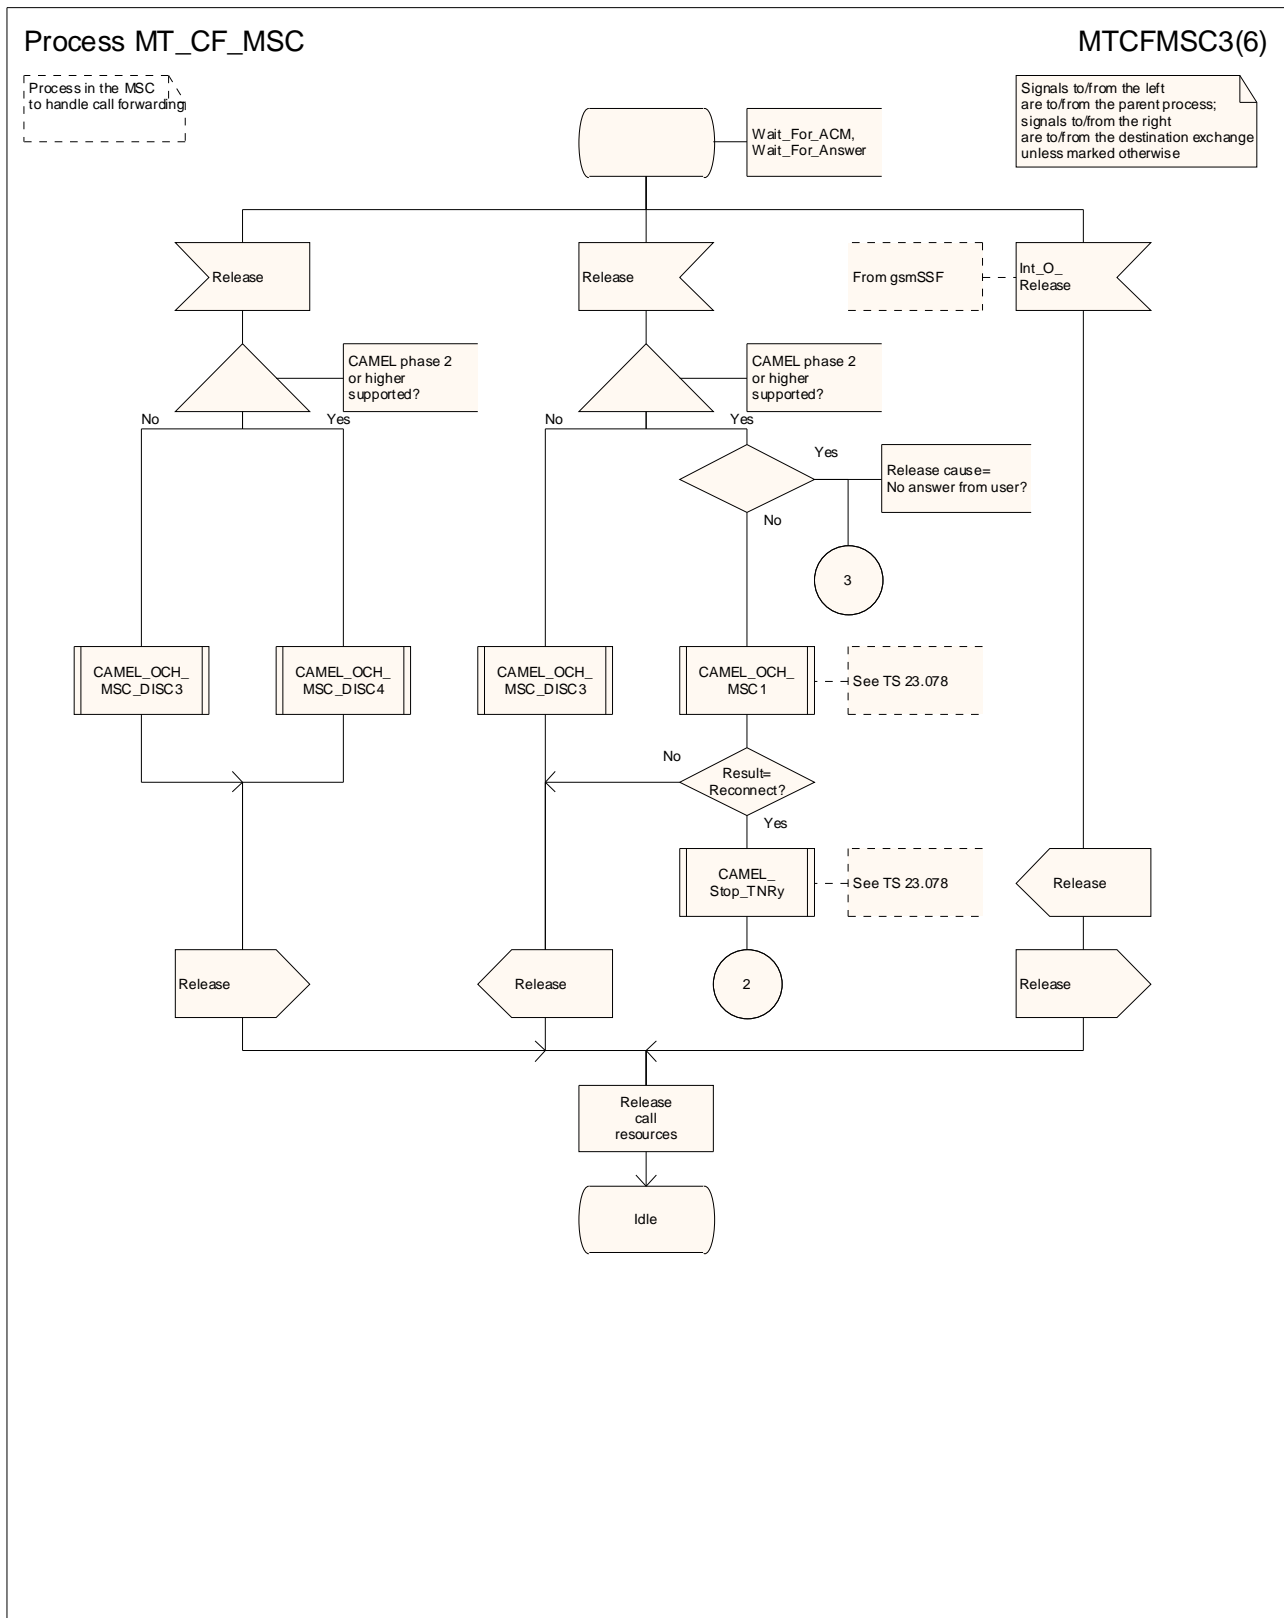 Process MT_CF_MSC
MTCFMSC3(6)
Process in the MSC
to handle call forwarding
Signals to/from the left
are to/from the parent process;
signals to/from the right
are to/from the destination exchange
unless marked otherwise
Wait_For_ACM,
Wait_For_Answer
Release
Release
From gsmSSF
Int_O_
Release
CAMEL phase 2
or higher
supported?
CAMEL phase 2
or higher
supported?
No
Yes
No
Yes
Yes
Release cause=
No answer from user?
No
3
CAMEL_OCH_
MSC_DISC3
CAMEL_OCH_
MSC_DISC4
CAMEL_OCH_
MSC_DISC3
CAMEL_OCH_
MSC1
See TS 23.078
No
Result=
Reconnect?
Yes
CAMEL_
Stop_TNRy
See TS 23.078
Release
Release
Release
2
Release
Release
call
resources
Idle